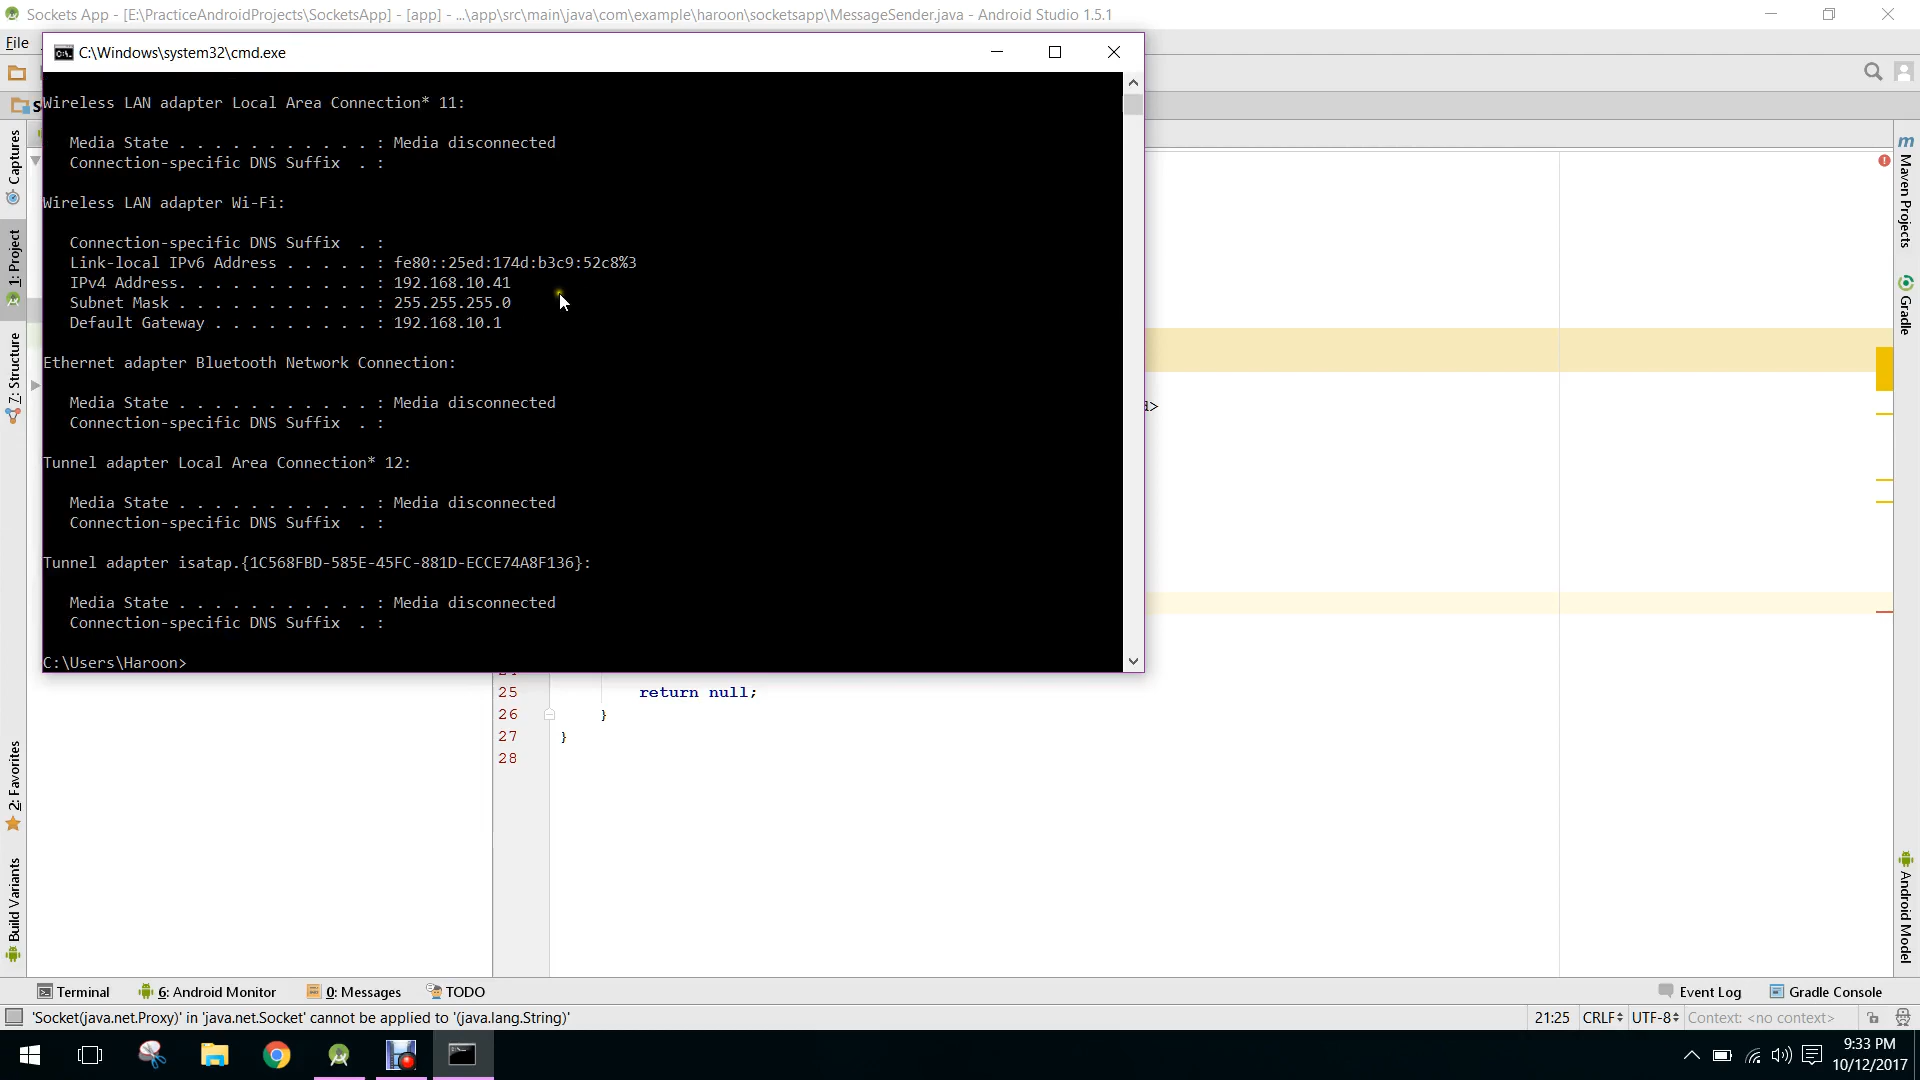 Sockets App - [E:\PracticeAndroidProjects\SocketsApp] - [app] - ...\app\src\main\java\com\example\haroon\socketsapp\MessageSender.java - Android Studio 1.5.1
File
C:\Windows\system32\cmd.exe
Wireless LAN adapter Local Area Connection* 11:
Media State . . . . . . . . . . . : Media disconnected
Connection-specific DNS Suffix  . :
Wireless LAN adapter Wi-Fi:
Connection-specific DNS Suffix  . :
Link-local IPv6 Address . . . . . : fe80::25ed:174d:b3c9:52c8%3
IPv4 Address. . . . . . . . . . . : 192.168.10.41
Subnet Mask . . . . . . . . . . . : 255.255.255.0
Default Gateway . . . . . . . . . : 192.168.10.1
Ethernet adapter Bluetooth Network Connection:
Media State . . . . . . . . . . . : Media disconnected
Connection-specific DNS Suffix  . :
Tunnel adapter Local Area Connection* 12:
Media State . . . . . . . . . . . : Media disconnected
Connection-specific DNS Suffix  . :
Tunnel adapter isatap.{1C568FBD-585E-45FC-881D-ECCE74A8F136}:
Media State . . . . . . . . . . . : Media disconnected
Connection-specific DNS Suffix  . :
C:\Users\Haroon>
25 return null;
26 }
27 }
28
Captures
1: Project
7: Structure
2: Favorites
Build Variants
m Maven Projects
Gradle
Android Model
Terminal 6: Android Monitor 0: Messages TODO Event Log Gradle Console
'Socket(java.net.Proxy)' in 'java.net.Socket' cannot be applied to '(java.lang.String)' 21:25 CRLF UTF-8 Context: <no context>
9:33 PM
10/12/2017